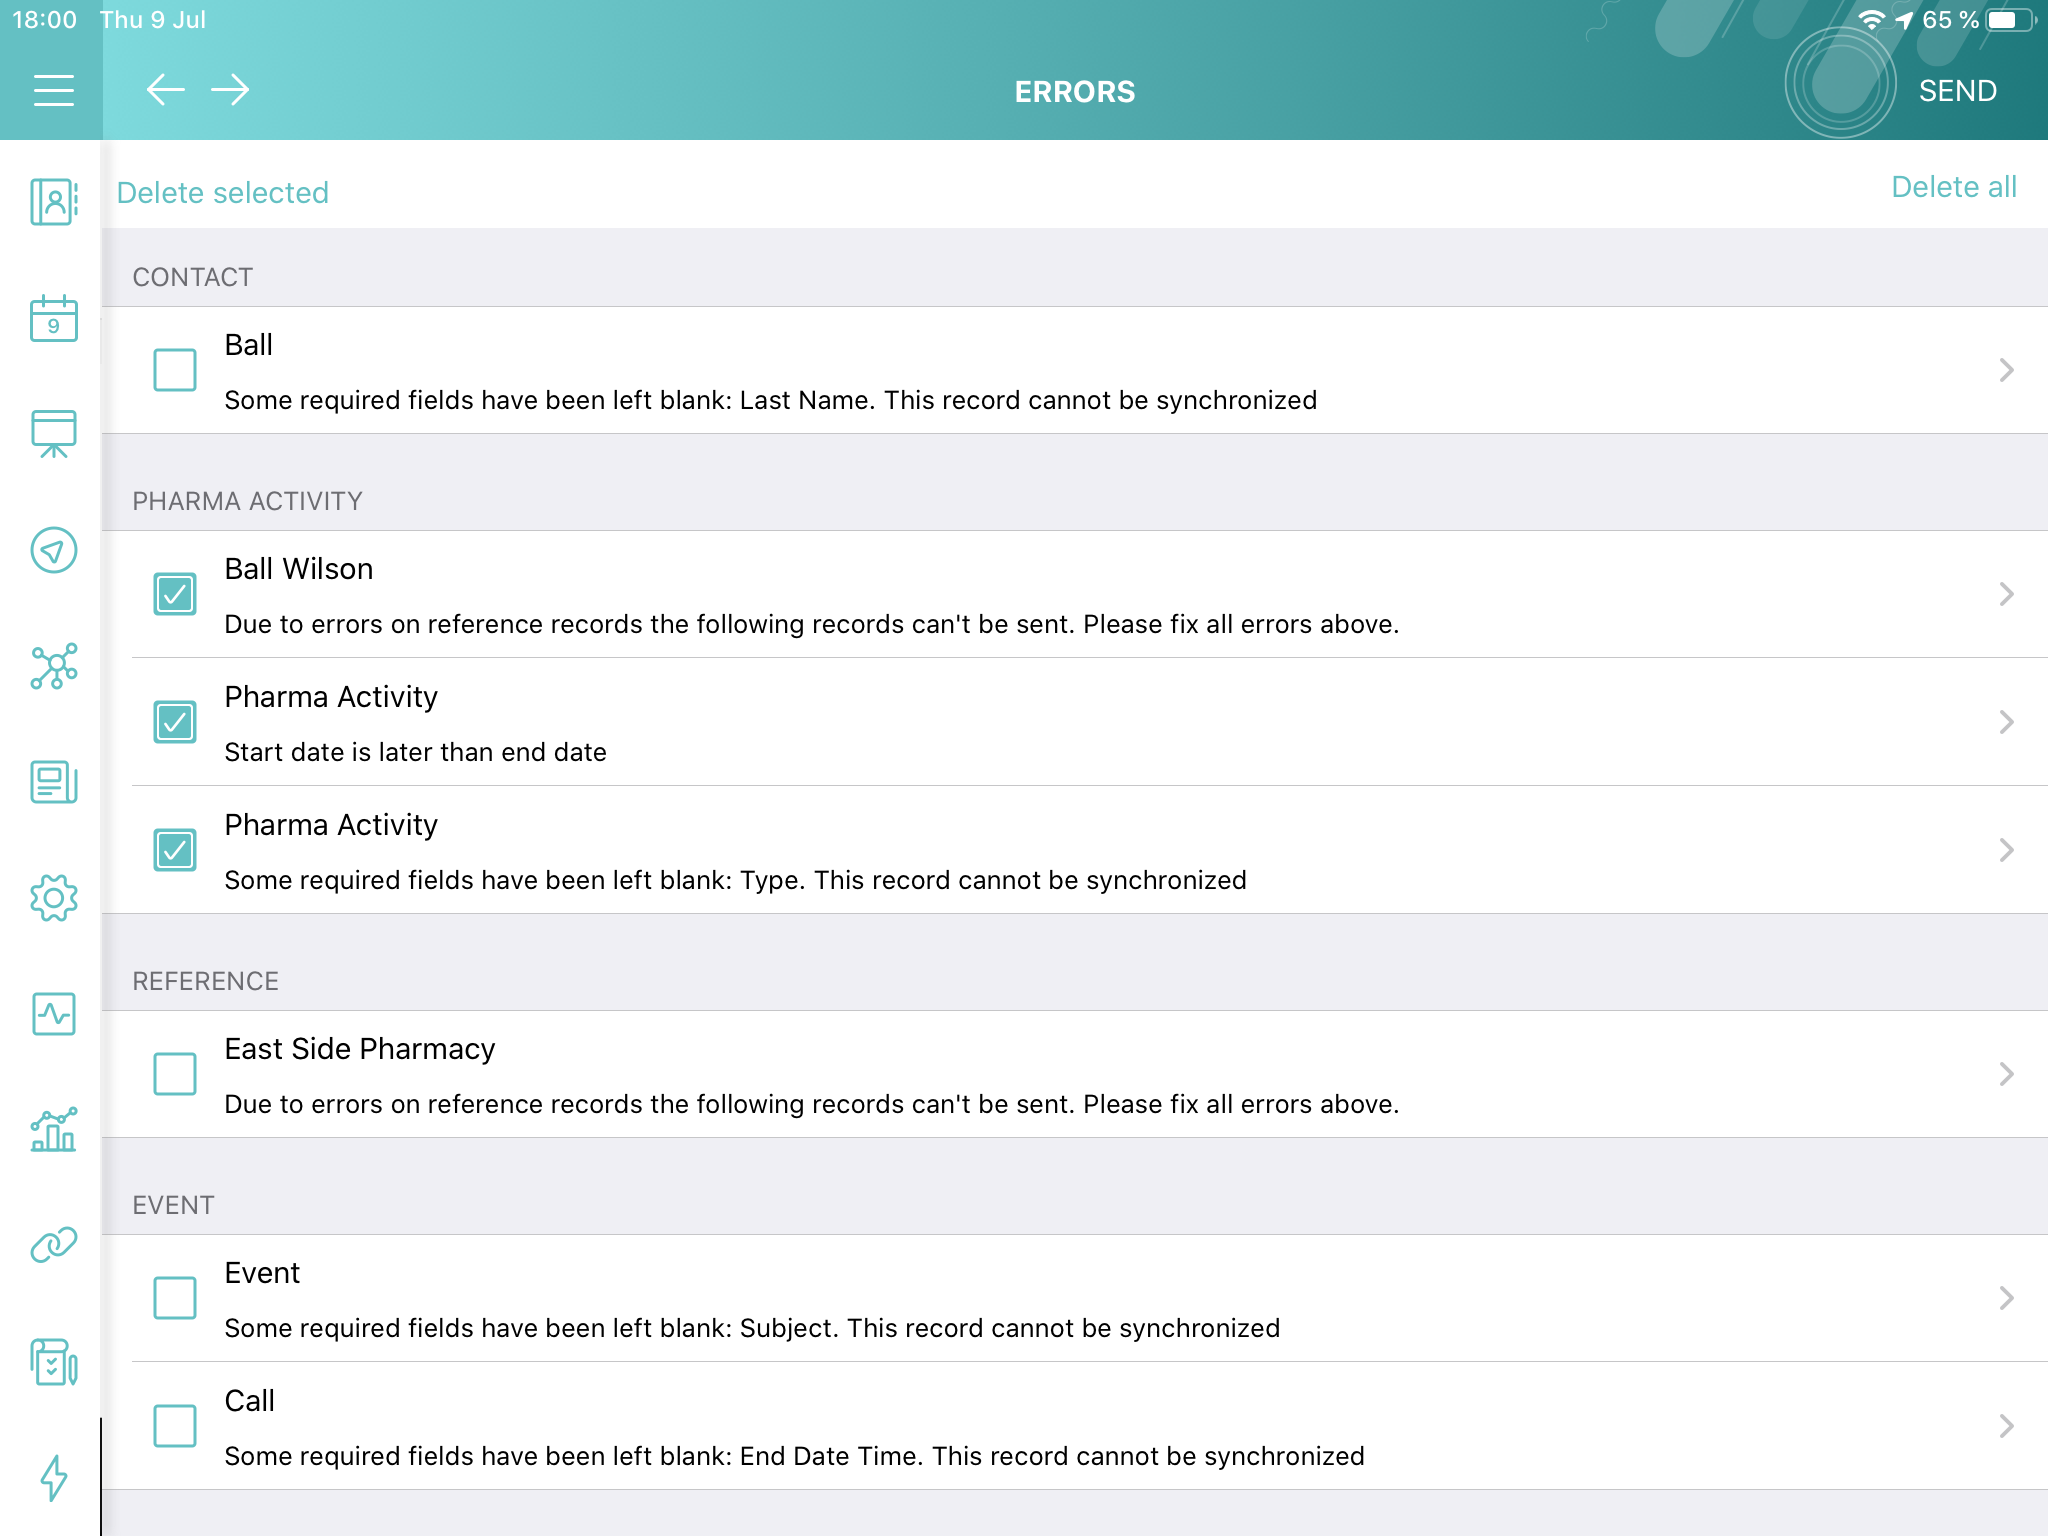 18:00 Thu 9 Jul 65 %
ERRORS
SEND
Delete selected
Delete all
CONTACT
Ball
Some required fields have been left blank: Last Name. This record cannot be synchronized
PHARMA ACTIVITY
Ball Wilson
Due to errors on reference records the following records can't be sent. Please fix all errors above.
Pharma Activity
Start date is later than end date
Pharma Activity
Some required fields have been left blank: Type. This record cannot be synchronized
REFERENCE
East Side Pharmacy
Due to errors on reference records the following records can't be sent. Please fix all errors above.
EVENT
Event
Some required fields have been left blank: Subject. This record cannot be synchronized
Call
Some required fields have been left blank: End Date Time. This record cannot be synchronized
9